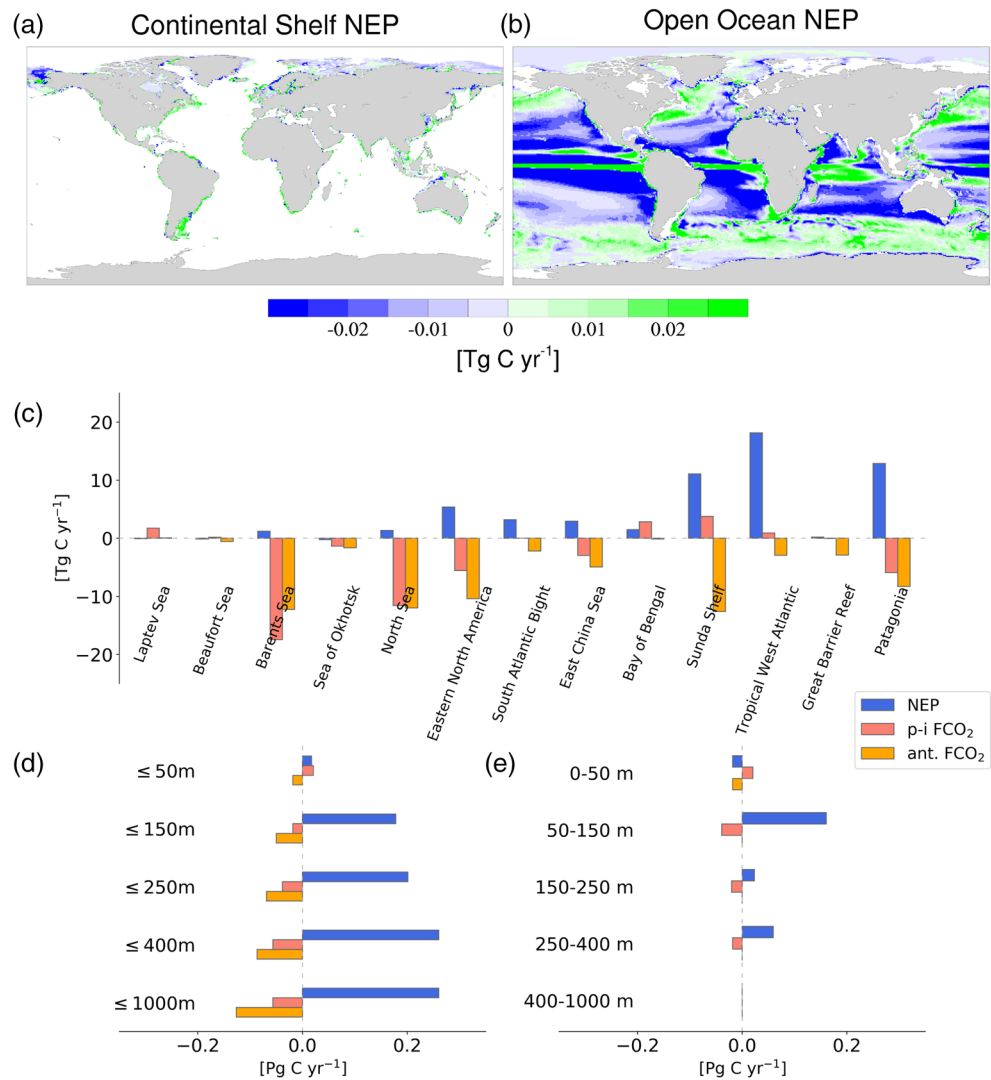 (a)
Continental Shelf NEP
(b)
Open Ocean NEP
-0.02
-0.01
0
0.01
0.02
[Tg C yr⁻¹]
(c)
20
10
0
−10
−20
[Tg C yr⁻¹]
Laptev Sea
Beaufort Sea
Barents Sea
Sea of Okhotsk
North Sea
Eastern North America
South Atlantic Bight
East China Sea
Bay of Bengal
Sunda Shelf
Tropical West Atlantic
Great Barrier Reef
Patagonia
NEP
p-i FCO₂
ant. FCO₂
(d)
≤ 50m
≤ 150m
≤ 250m
≤ 400m
≤ 1000m
−0.2
0.0
0.2
[Pg C yr⁻¹]
(e)
0-50 m
50-150 m
150-250 m
250-400 m
400-1000 m
−0.2
0.0
0.2
[Pg C yr⁻¹]